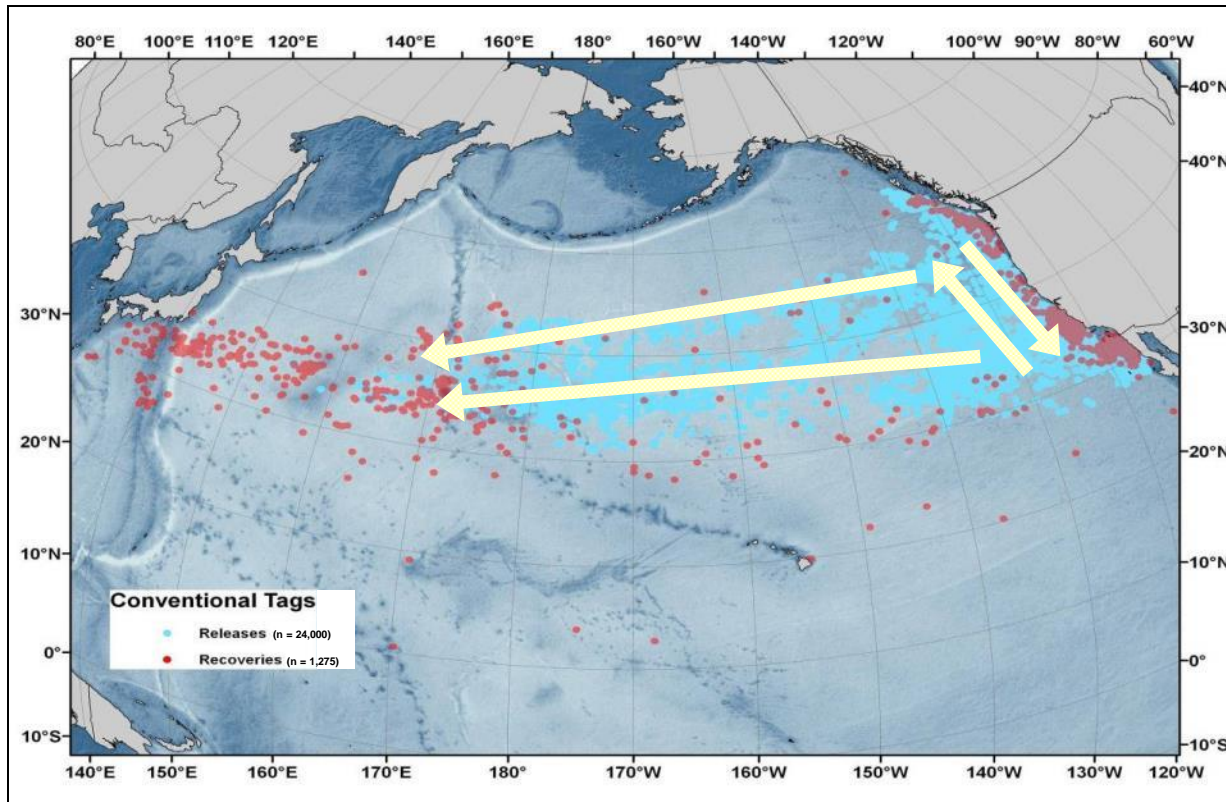 80°E 100°E 110°E 120°E 140°E 160°E 160°W 140°W 120°W 100°W 90°W 80°W 60°W
40°N
40°N
30°N
30°N
20°N
20°N
10°N
10°N
Conventional Tags
Releases (n = 24,000)
Recoveries (n = 1,275)
0°
0°
10°S
10°S
140°E 150°E 160°E 170°E 180° 170°W 160°W 150°W 140°W 130°W 120°W